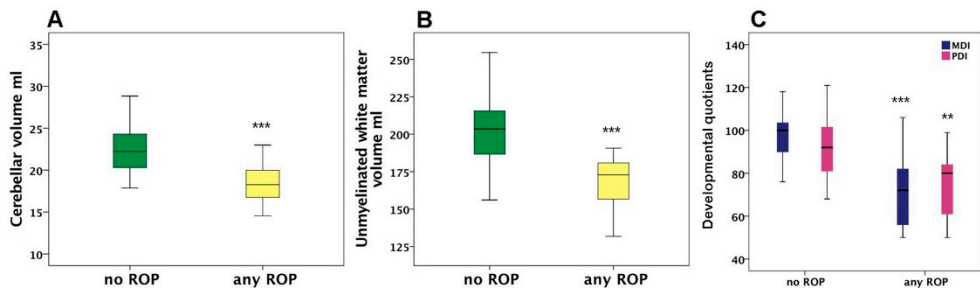 A
Cerebellar volume ml
35
30
25
20
15
10
***
no ROP
any ROP
B
Unmyelinated white matter
volume ml
250
225
200
175
150
125
***
no ROP
any ROP
C
Developmental quotients
140
120
100
80
60
40
MDI
PDI
***
**
no ROP
any ROP